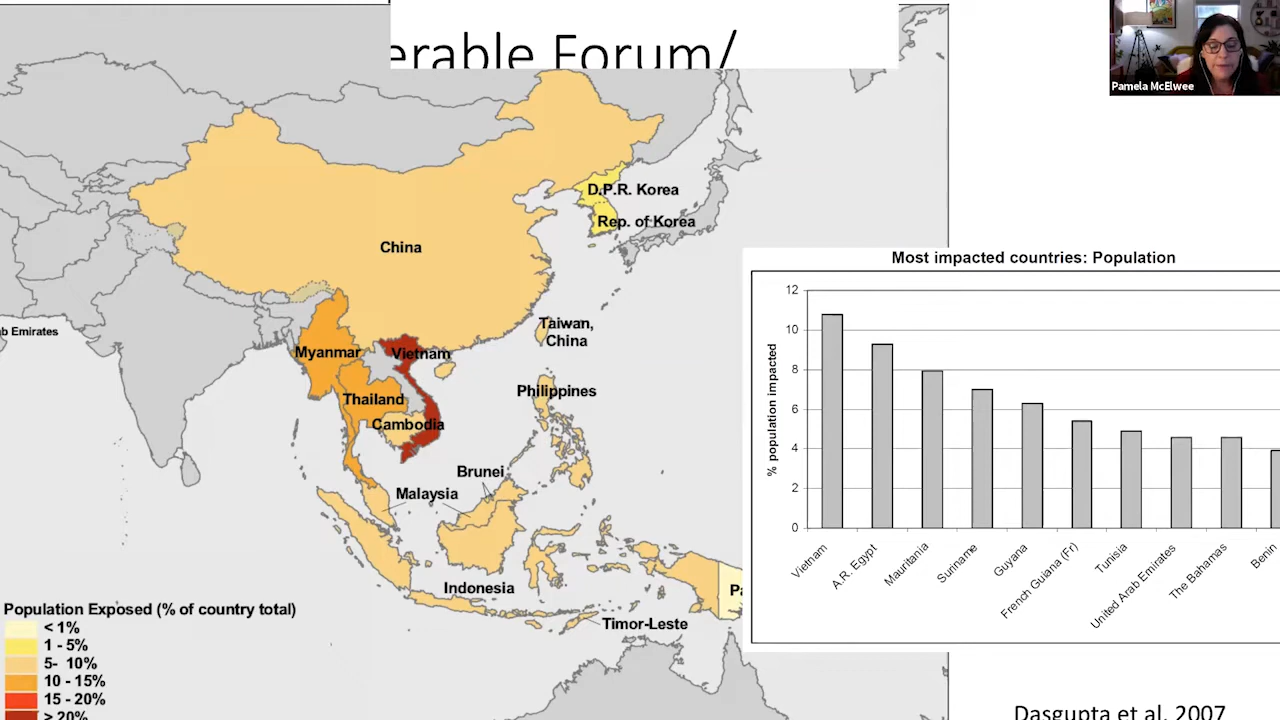 erable Forum/
Pamela McElwee
D.P.R. Korea
Rep. of Korea
China
b Emirates
Taiwan,
China
Myanmar
Vietnam
Philippines
Thailand
Cambodia
Brunei
Malaysia
Indonesia
Pa
Timor-Leste
Population Exposed (% of country total)
< 1%
1 - 5%
5- 10%
10 - 15%
15 - 20%
> 20%
Most impacted countries: Population
% population impacted
12
10
8
6
4
2
0
Vietnam
A.R. Egypt
Mauritania
Suriname
Guyana
French Guiana (Fr)
Tunisia
United Arab Emirates
The Bahamas
Benin
Dasgupta et al. 2007